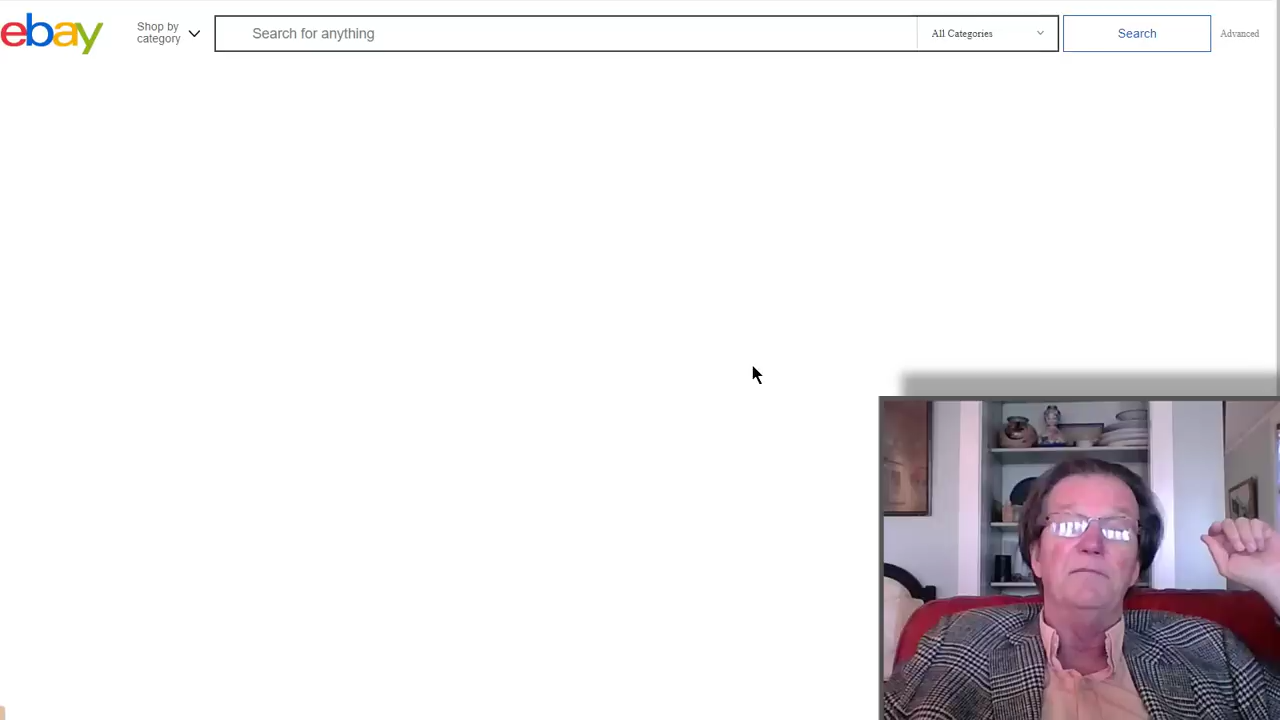 ebay
Shop by
category
Search for anything
All Categories
Search
Advanced